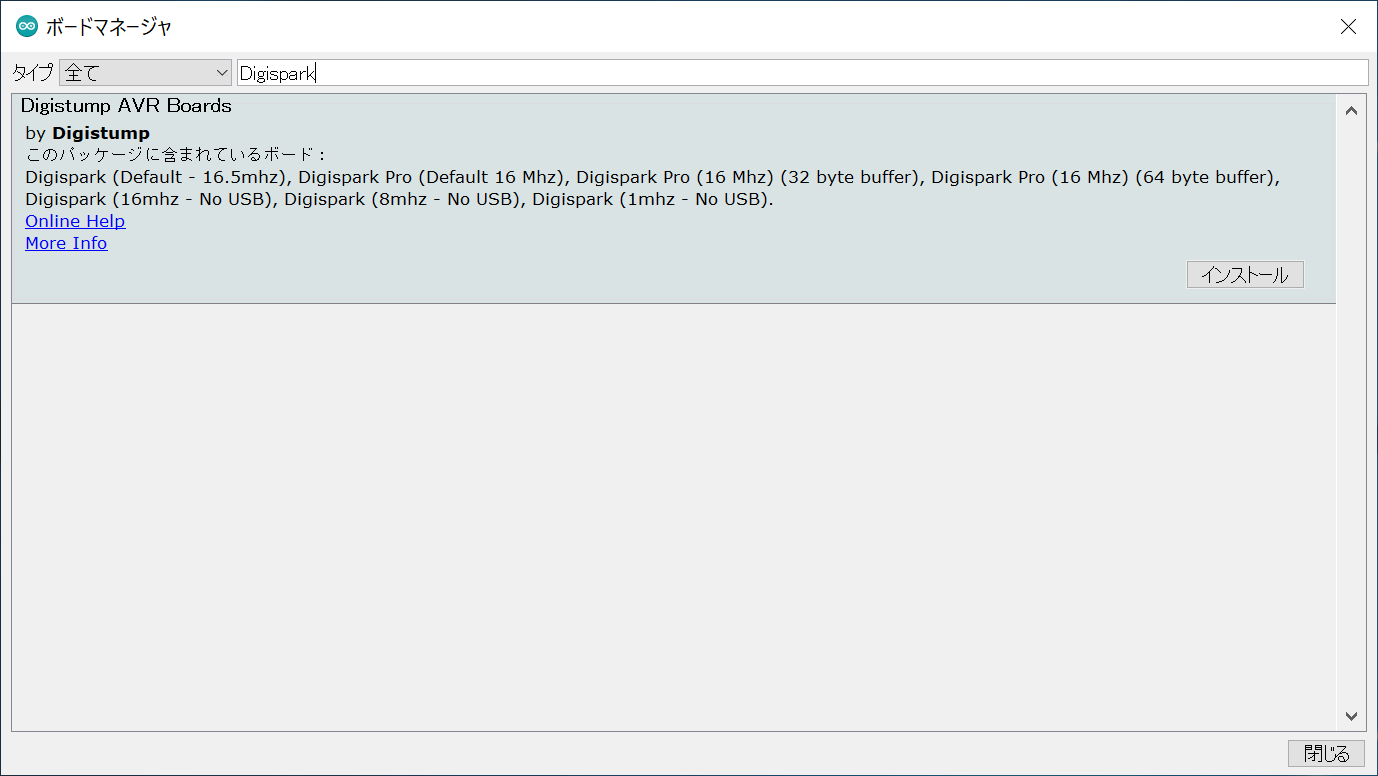 ボードマネージャ
タイプ 全て Digispark
Digistump AVR Boards
by Digistump
このパッケージに含まれているボード：
Digispark (Default - 16.5mhz), Digispark Pro (Default 16 Mhz), Digispark Pro (16 Mhz) (32 byte buffer), Digispark Pro (16 Mhz) (64 byte buffer),
Digispark (16mhz - No USB), Digispark (8mhz - No USB), Digispark (1mhz - No USB).
Online Help
More Info
インストール
閉じる